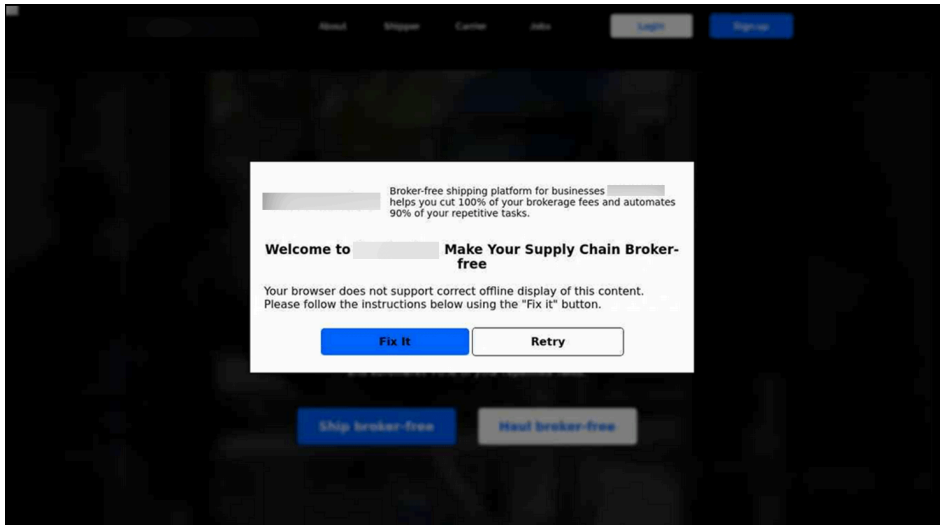 About Shipper Carrier Jobs Login Sign up
Broker-free shipping platform for businesses
helps you cut 100% of your brokerage fees and automates
90% of your repetitive tasks.
Welcome to Make Your Supply Chain Broker-
free
Your browser does not support correct offline display of this content.
Please follow the instructions below using the "Fix it" button.
Fix It Retry
Ship broker-free Haul broker-free